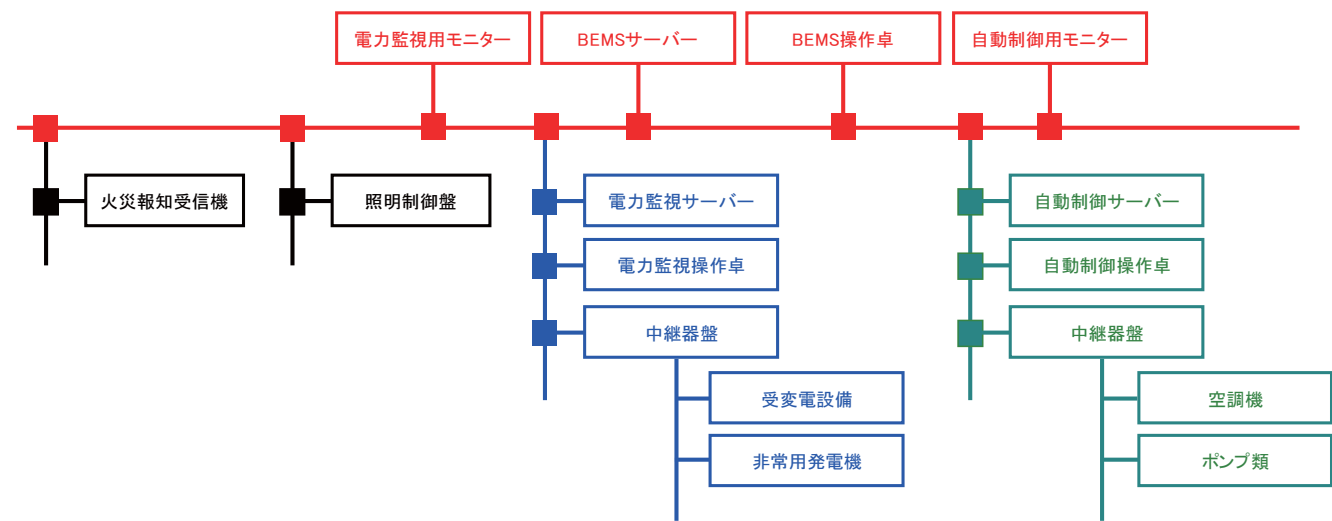 電力監視用モニター
BEMSサーバー
BEMS操作卓
自動制御用モニター
火災報知受信機
照明制御盤
電力監視サーバー
自動制御サーバー
電力監視操作卓
自動制御操作卓
中継器盤
中継器盤
受変電設備
空調機
非常用発電機
ポンプ類